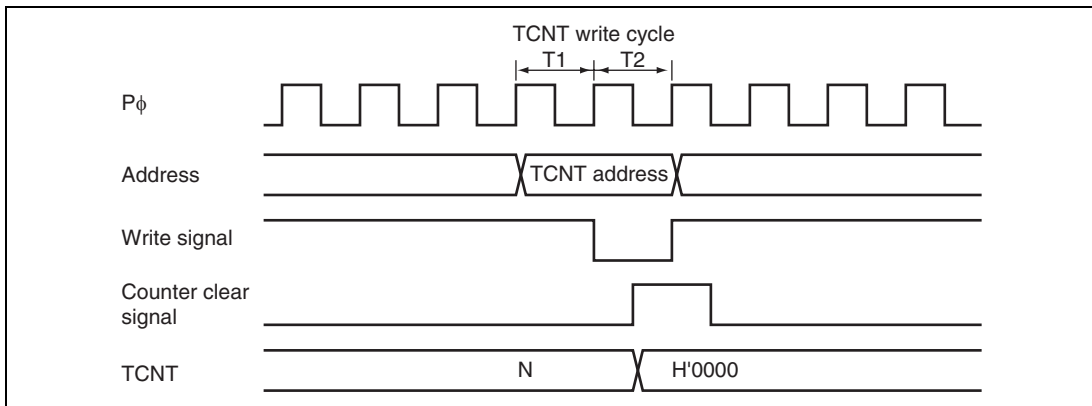 TCNT write cycle
T1 T2
Pϕ
Address
TCNT address
Write signal
Counter clear
signal
TCNT
N
H'0000